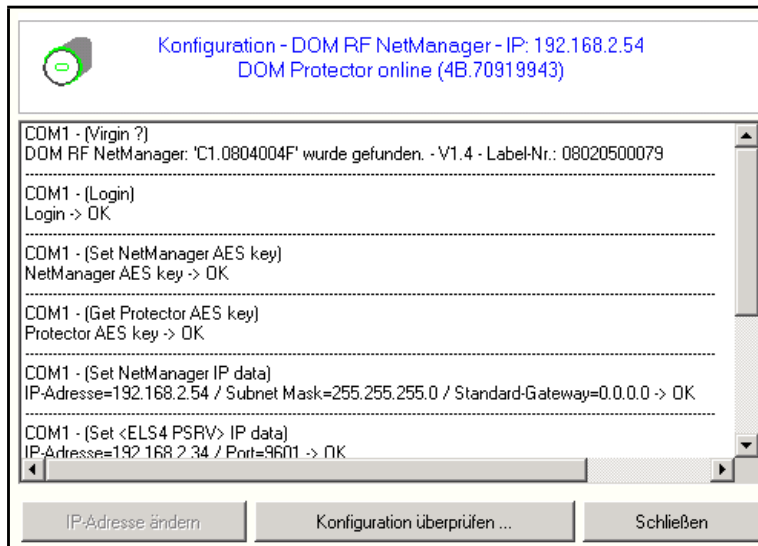 Konfiguration - DOM RF NetManager - IP: 192.168.2.54
DOM Protector online (4B.70919943)
COM1 - (Virgin ?)
DOM RF NetManager: 'C1.0804004F' wurde gefunden. - V1.4 - Label-Nr.: 08020500079
COM1 - (Login)
Login -> OK
COM1 - (Set NetManager AES key)
NetManager AES key -> OK
COM1 - (Get Protector AES key)
Protector AES key -> OK
COM1 - (Set NetManager IP data)
IP-Adresse=192.168.2.54 / Subnet Mask=255.255.255.0 / Standard-Gateway=0.0.0.0 -> OK
COM1 - (Set <ELS4 PSRV> IP data)
IP-Adresse=192.168.2.34 / Port=9601 -> OK
IP-Adresse ändern
Konfiguration überprüfen ...
Schließen